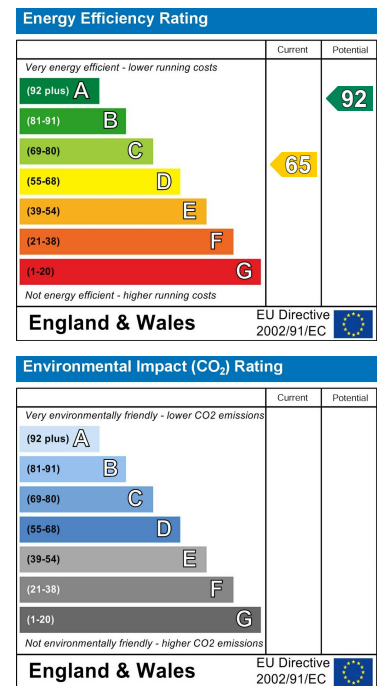 Energy Efficiency Rating
Current Potential
Very energy efficient - lower running costs
(92 plus) A
(81-91) B
(69-80) C
(55-68) D
(39-54) E
(21-38) F
(1-20) G
92
65
Not energy efficient - higher running costs
England & Wales
EU Directive
2002/91/EC
Environmental Impact (CO₂) Rating
Current Potential
Very environmentally friendly - lower CO2 emissions
(92 plus) A
(81-91) B
(69-80) C
(55-68) D
(39-54) E
(21-38) F
(1-20) G
Not environmentally friendly - higher CO2 emissions
England & Wales
EU Directive
2002/91/EC